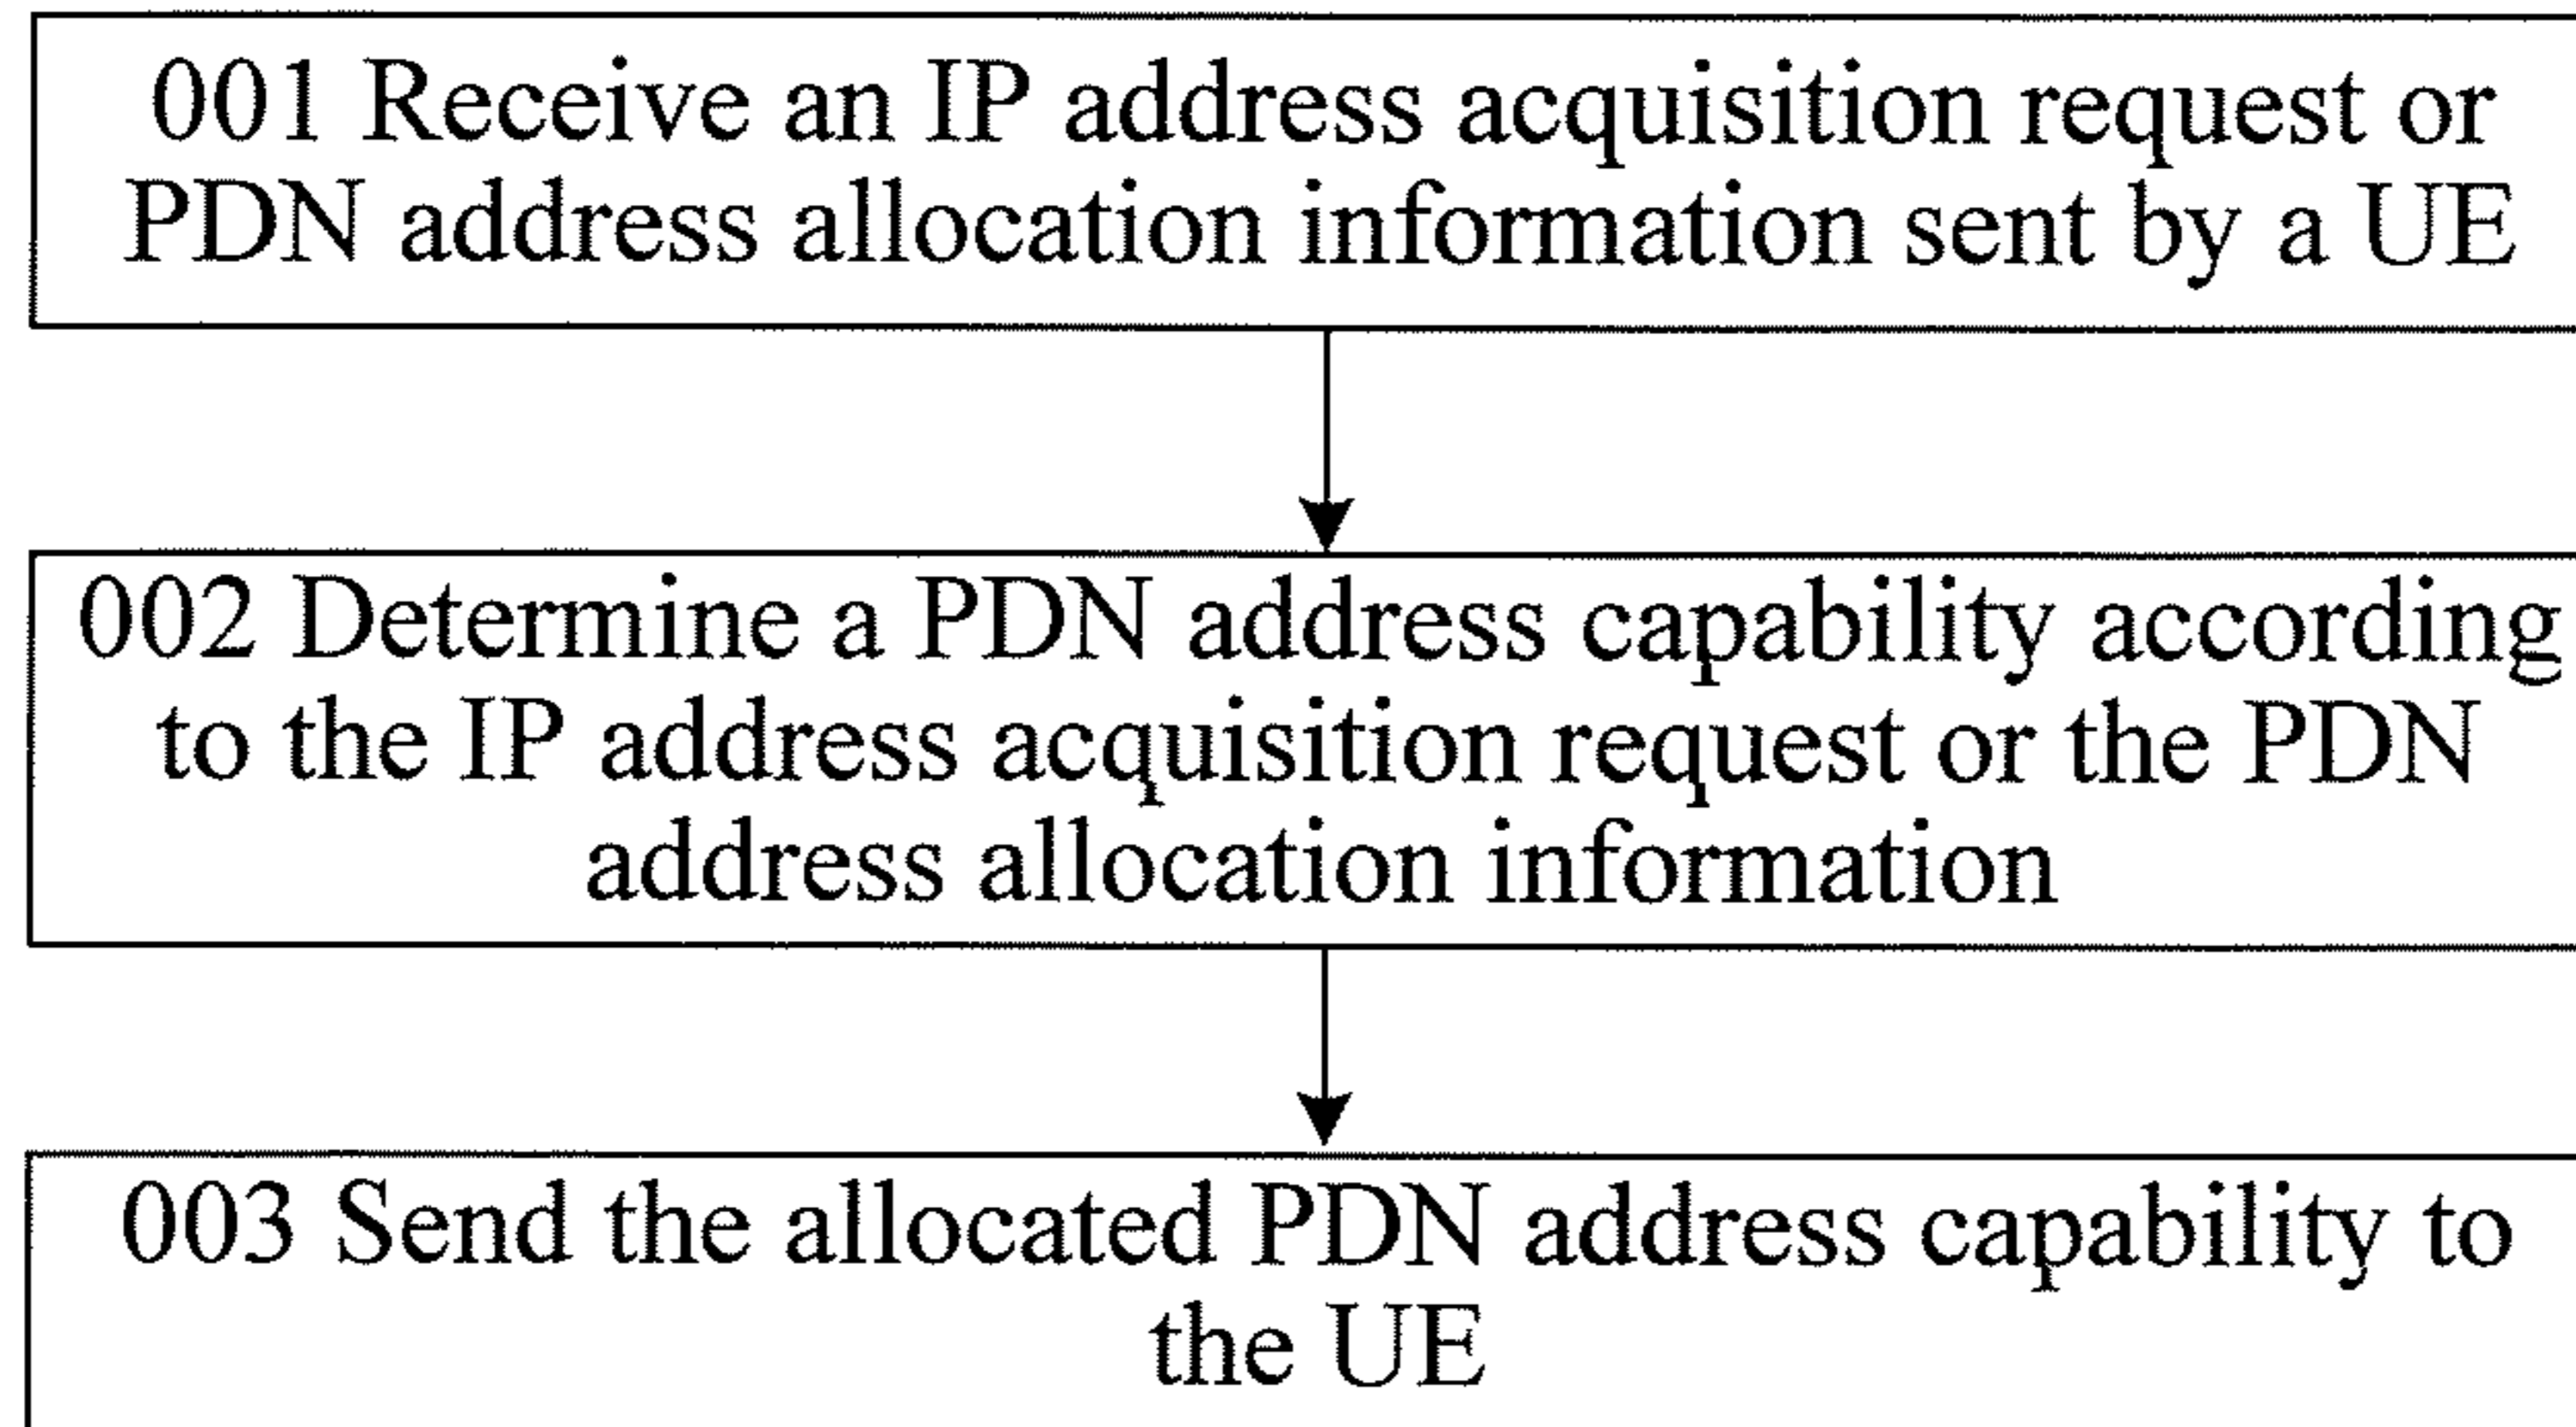 001 Receive an IP address acquisition request or
PDN address allocation information sent by a UE
002 Determine a PDN address capability according
to the IP address acquisition request or the PDN
address allocation information
003 Send the allocated PDN address capability to
the UE